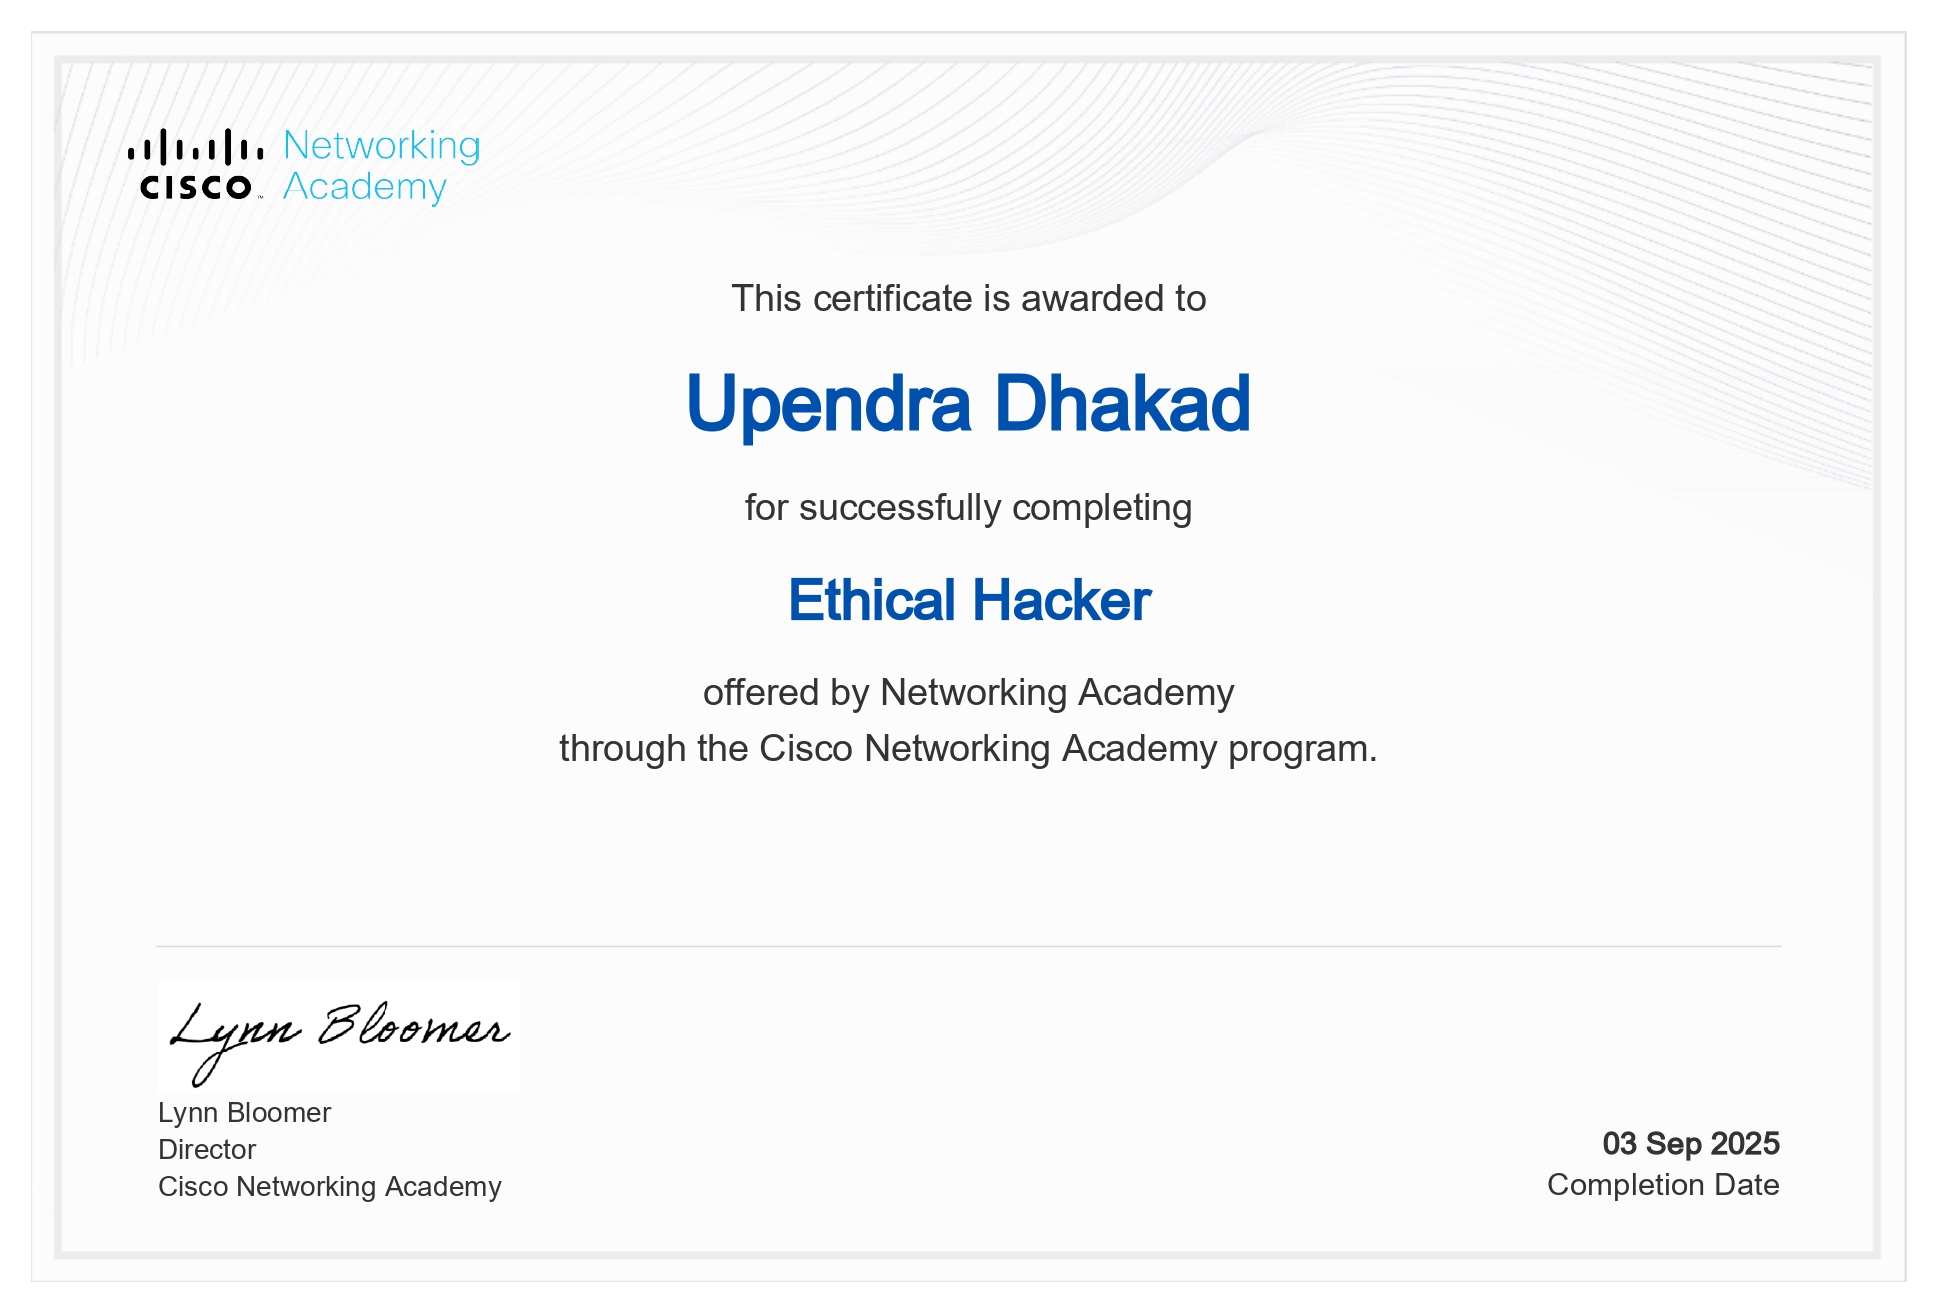 Networking
CISCO™ Academy
This certificate is awarded to
Upendra Dhakad
for successfully completing
Ethical Hacker
offered by Networking Academy
through the Cisco Networking Academy program.
Lynn Bloomer
Lynn Bloomer
Director
Cisco Networking Academy
03 Sep 2025
Completion Date